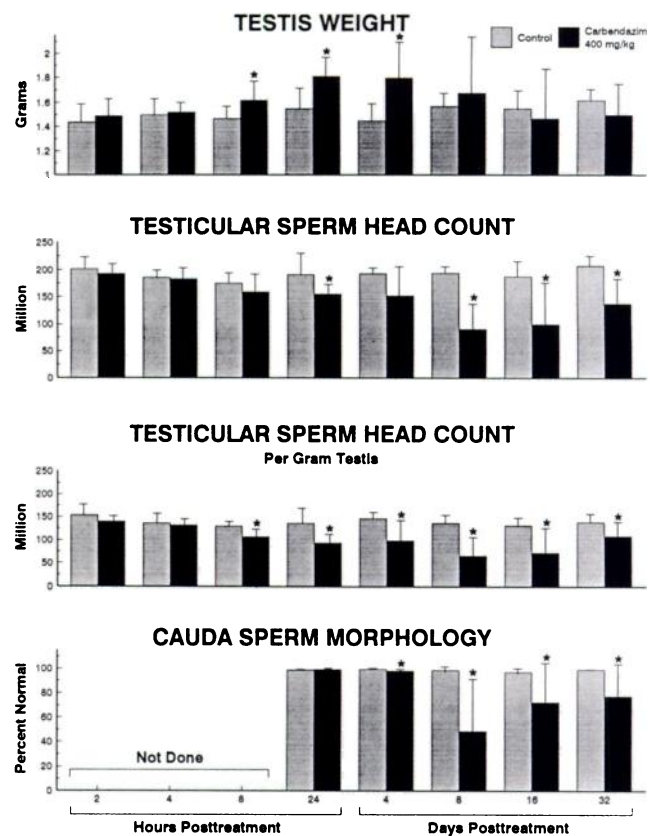 TESTIS WEIGHT
Control
Carbendazim
400 mg/kg
Grams
2
1.8
1.6
1.4
1.2
1
*
*
*
TESTICULAR SPERM HEAD COUNT
Million
250
200
150
100
50
0
*
*
*
*
TESTICULAR SPERM HEAD COUNT
Per Gram Testis
Million
250
200
150
100
50
0
*
*
*
*
*
*
CAUDA SPERM MORPHOLOGY
Percent Normal
100
80
60
40
20
0
*
*
*
*
Not Done
2 4 8 24 4 8 16 32
Hours Posttreatment Days Posttreatment